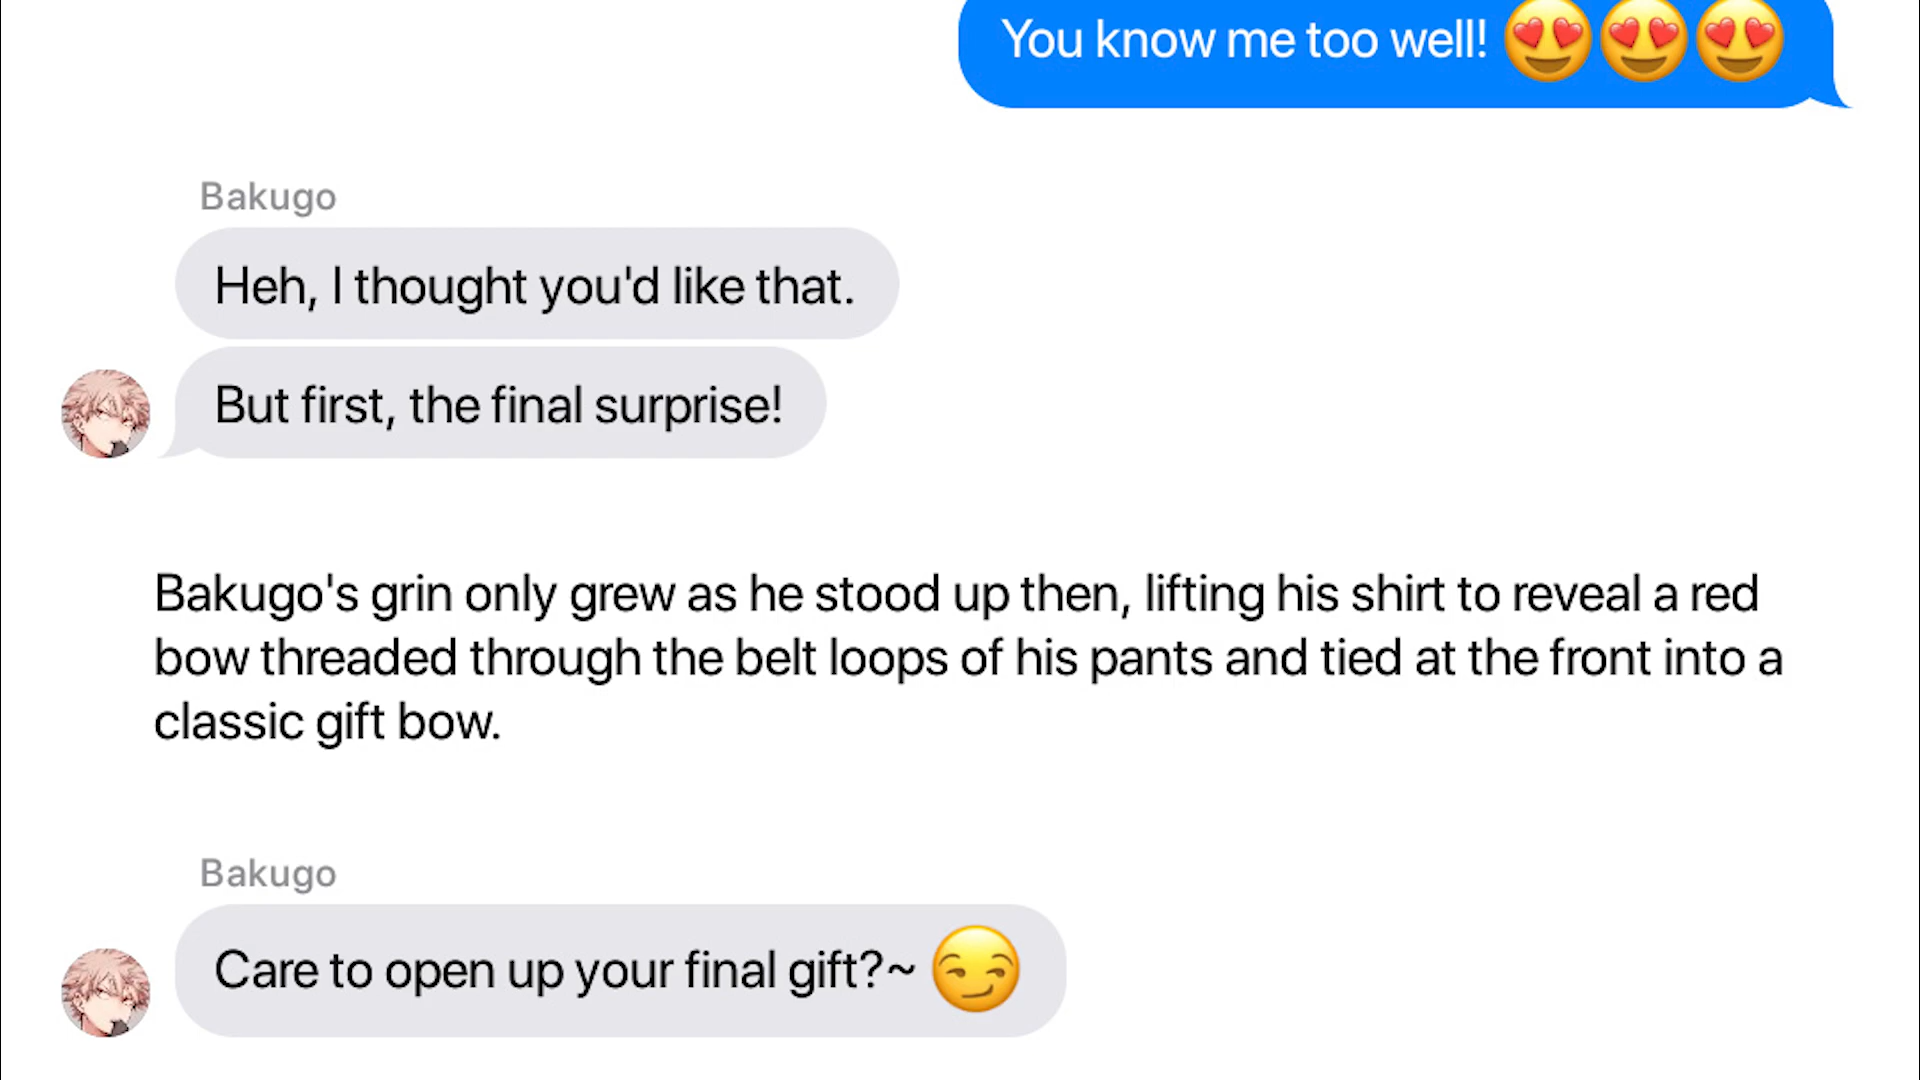 You know me too well! 😍😍😍
Bakugo
Heh, I thought you'd like that.
But first, the final surprise!
Bakugo's grin only grew as he stood up then, lifting his shirt to reveal a red
bow threaded through the belt loops of his pants and tied at the front into a
classic gift bow.
Bakugo
Care to open up your final gift?~ 😏